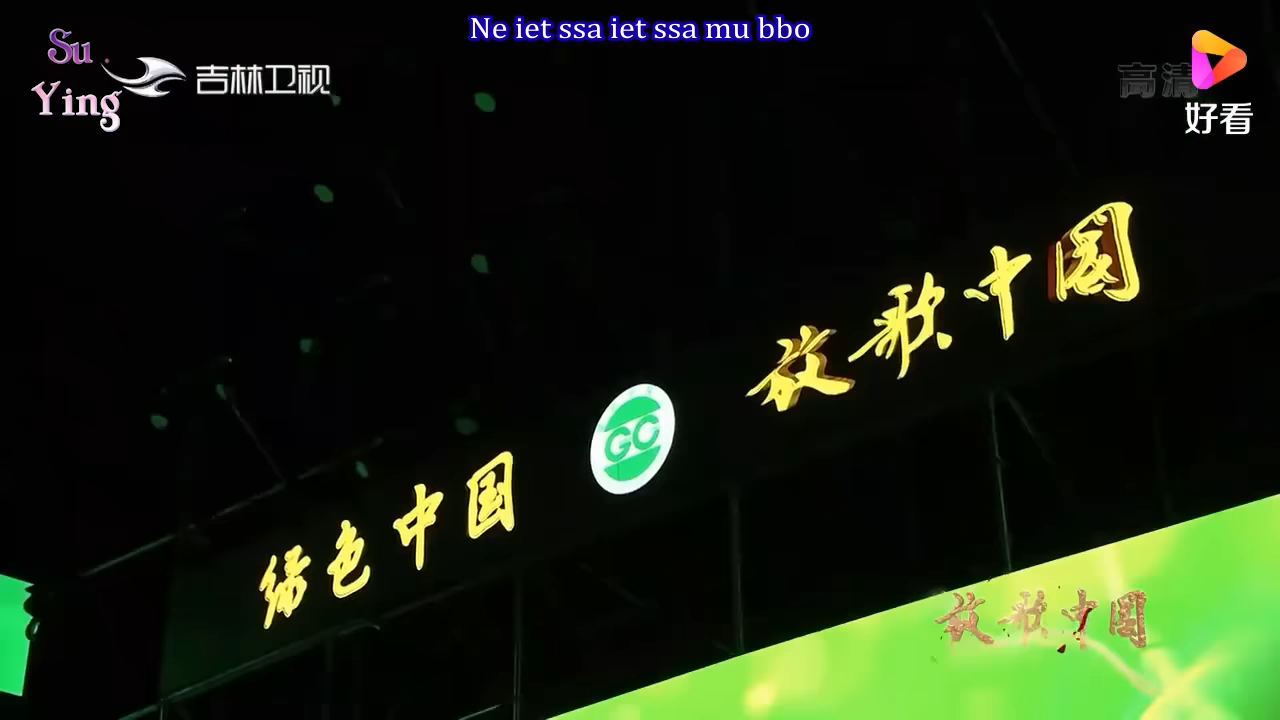 Ne iet ssa iet ssa mu bbo
Su
Ying
吉林卫视
高清
好看
放歌中国
GC
绿色中国
放歌中国